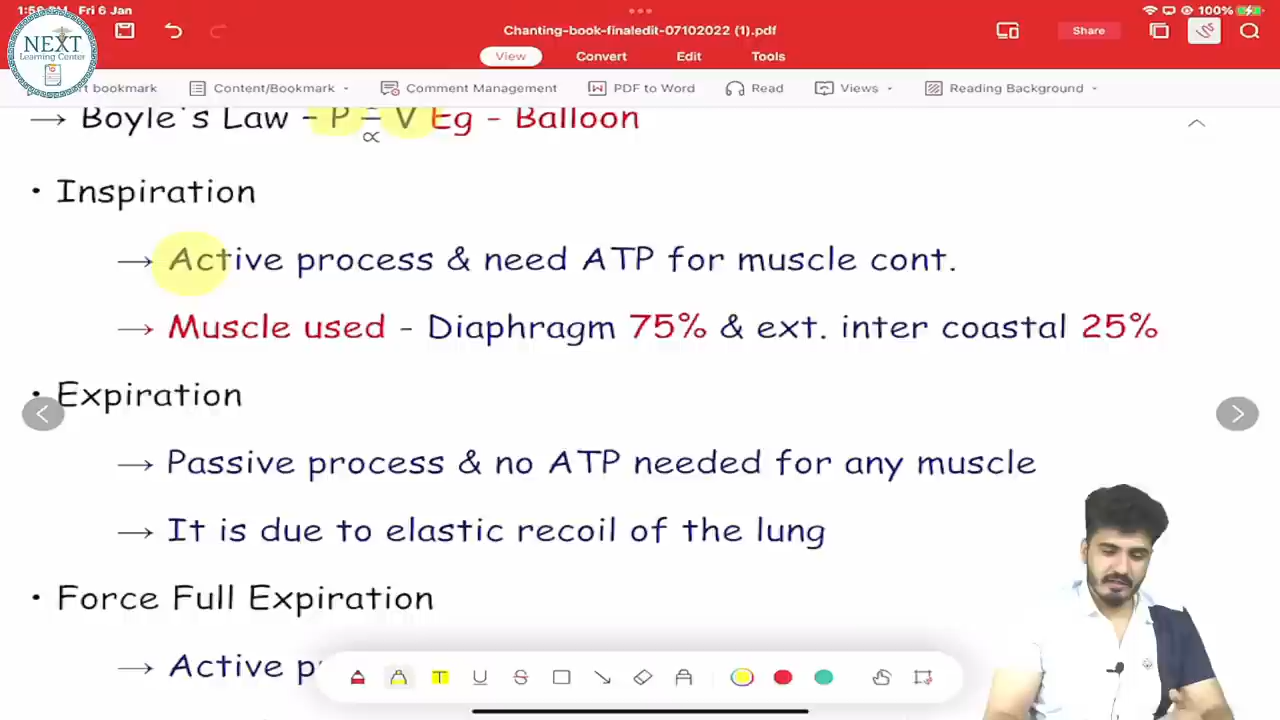 1:56 PM Fri 6 Jan
100%
NEXT
Learning Center
Chanting-book-finaledit-07102022 (1).pdf
Share
View
Convert
Edit
Tools
bookmark
Content/Bookmark
Comment Management
PDF to Word
Read
Views
Reading Background
→ Boyle's Law - P ∝ V Eg - Balloon
• Inspiration
→ Active process & need ATP for muscle cont.
→ Muscle used - Diaphragm 75% & ext. inter coastal 25%
• Expiration
→ Passive process & no ATP needed for any muscle
→ It is due to elastic recoil of the lung
• Force Full Expiration
→ Active
T
U
S